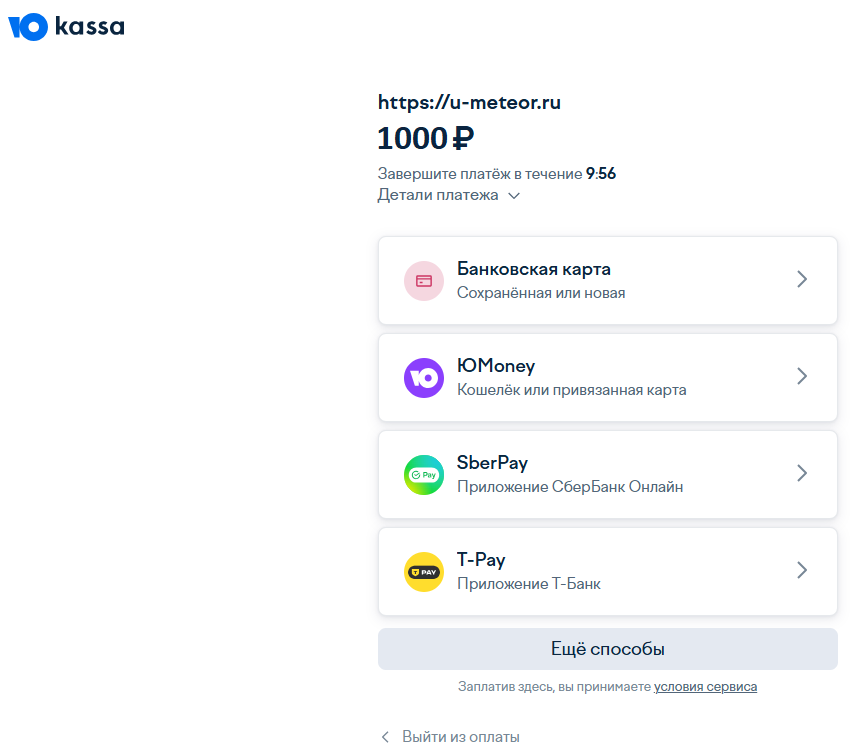 Ю kassa
https://u-meteor.ru
1000 ₽
Завершите платёж в течение 9:56
Детали платежа
Банковская карта
Сохранённая или новая
Ю
ЮMoney
Кошелёк или привязанная карта
Pay
SberPay
Приложение СберБанк Онлайн
T PAY
T-Pay
Приложение Т-Банк
Ещё способы
Заплатив здесь, вы принимаете условия сервиса
Выйти из оплаты